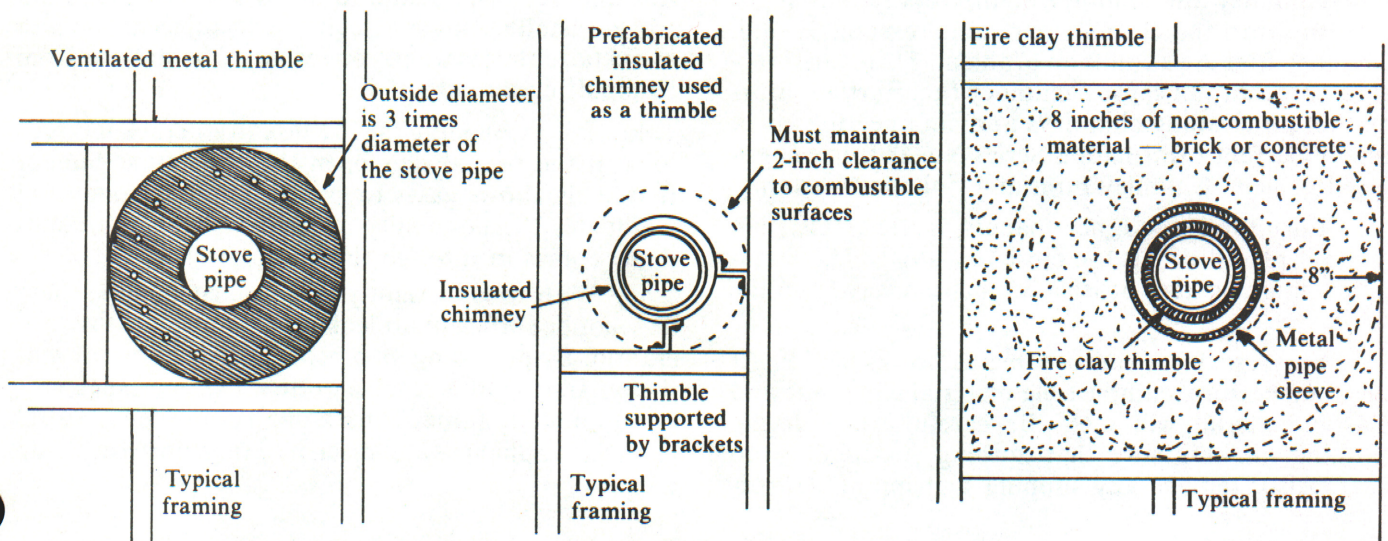 Ventilated metal thimble
Outside diameter
is 3 times
diameter of
the stove pipe
Stove
pipe
Typical
framing
Prefabricated
insulated
chimney used
as a thimble
Must maintain
2-inch clearance
to combustible
surfaces
Stove
pipe
Insulated
chimney
Thimble
supported
by brackets
Typical
framing
Fire clay thimble
8 inches of non-combustible
material — brick or concrete
Stove
pipe
8"
Fire clay thimble
Metal
pipe
sleeve
Typical framing